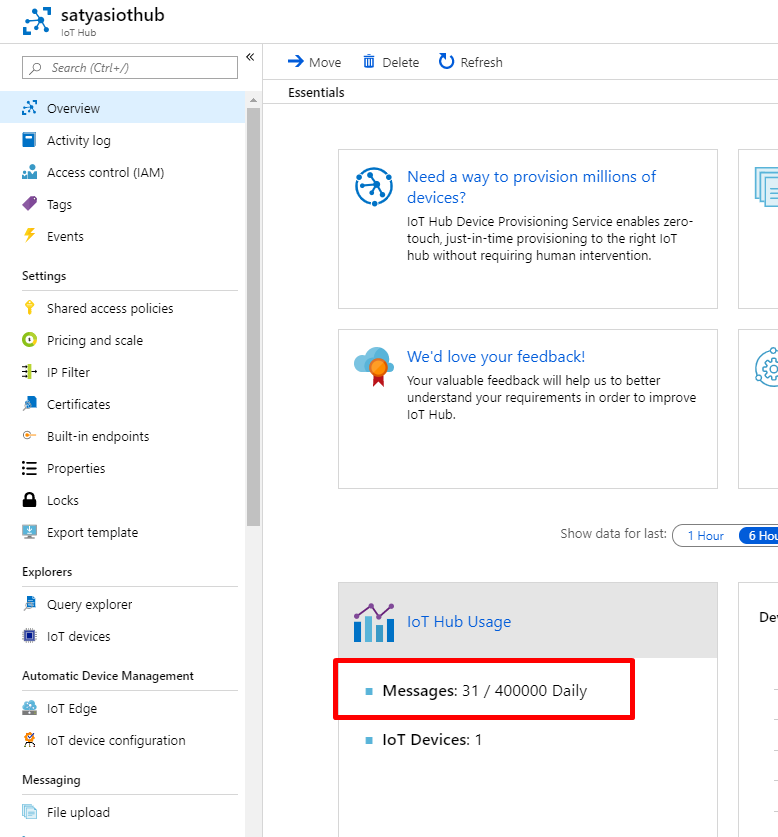 satyasiothub
IoT Hub
«
Search (Ctrl+/)
Overview
Activity log
Access control (IAM)
Tags
Events
Settings
Shared access policies
Pricing and scale
IP Filter
Certificates
Built-in endpoints
Properties
Locks
Export template
Explorers
Query explorer
IoT devices
Automatic Device Management
IoT Edge
IoT device configuration
Messaging
File upload
Move Delete Refresh
Essentials
Need a way to provision millions of
devices?
IoT Hub Device Provisioning Service enables zero-
touch, just-in-time provisioning to the right IoT
hub without requiring human intervention.
We'd love your feedback!
Your valuable feedback will help us to better
understand your requirements in order to improve
IoT Hub.
Show data for last: 1 Hour 6 Hou
IoT Hub Usage
Messages: 31 / 400000 Daily
IoT Devices: 1
De